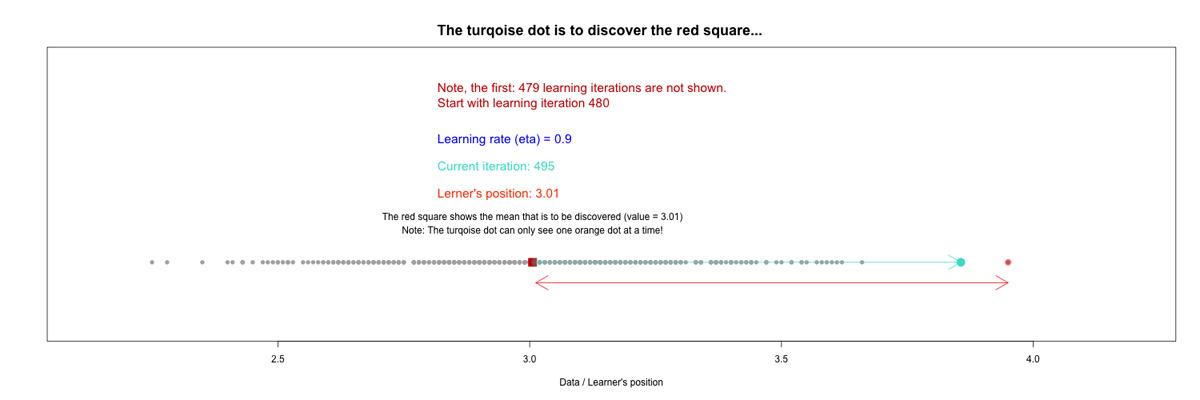 The turqoise dot is to discover the red square...
Note, the first: 479 learning iterations are not shown.
Start with learning iteration 480
Learning rate (eta) = 0.9
Current iteration: 495
Lerner's position: 3.01
The red square shows the mean that is to be discovered (value = 3.01)
Note: The turqoise dot can only see one orange dot at a time!
2.5 3.0 3.5 4.0
Data / Learner's position